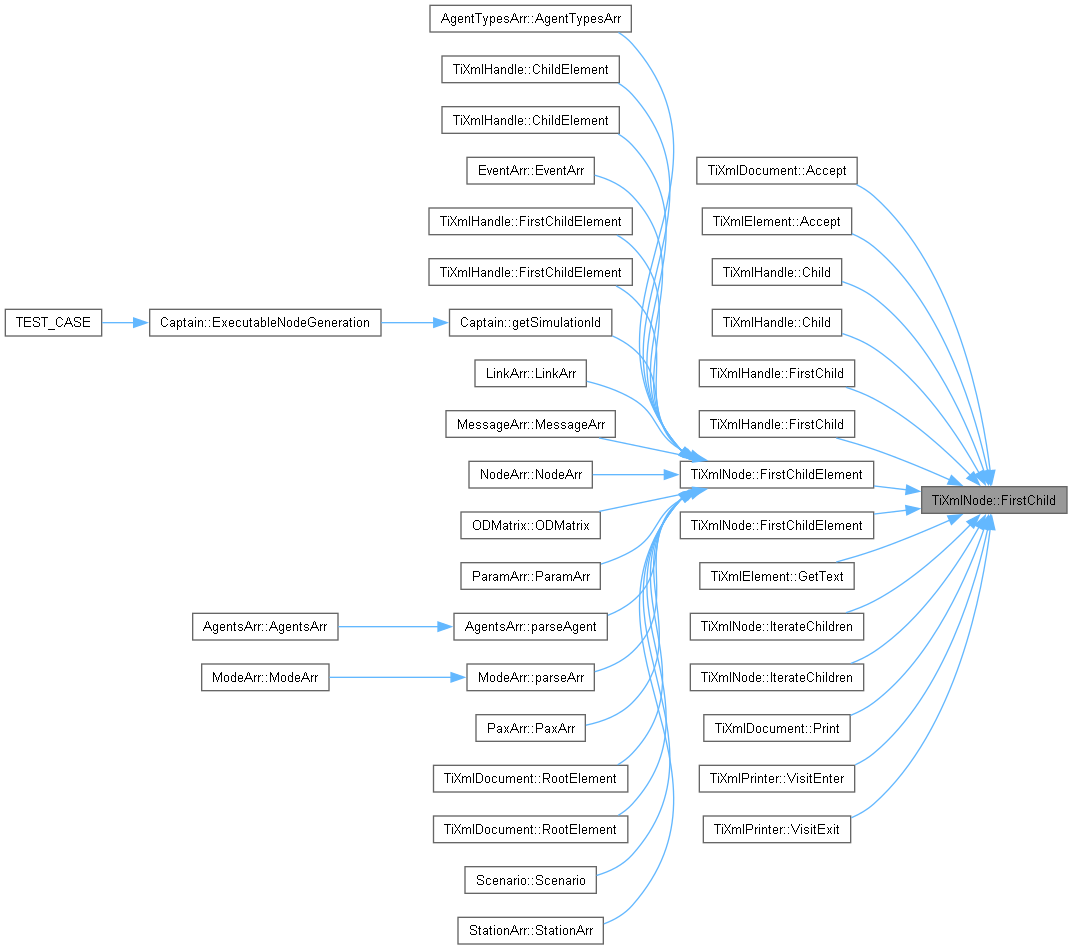 AgentTypesArr::AgentTypesArr
TiXmlHandle::ChildElement
TiXmlHandle::ChildElement
EventArr::EventArr
TiXmlHandle::FirstChildElement
TiXmlHandle::FirstChildElement
TEST_CASE
Captain::ExecutableNodeGeneration
Captain::getSimulationId
LinkArr::LinkArr
MessageArr::MessageArr
NodeArr::NodeArr
ODMatrix::ODMatrix
ParamArr::ParamArr
AgentsArr::AgentsArr
AgentsArr::parseAgent
ModeArr::ModeArr
ModeArr::parseArr
PaxArr::PaxArr
TiXmlDocument::RootElement
TiXmlDocument::RootElement
Scenario::Scenario
StationArr::StationArr
TiXmlDocument::Accept
TiXmlElement::Accept
TiXmlHandle::Child
TiXmlHandle::Child
TiXmlHandle::FirstChild
TiXmlHandle::FirstChild
TiXmlNode::FirstChildElement
TiXmlNode::FirstChildElement
TiXmlElement::GetText
TiXmlNode::IterateChildren
TiXmlNode::IterateChildren
TiXmlDocument::Print
TiXmlPrinter::VisitEnter
TiXmlPrinter::VisitExit
TiXmlNode::FirstChild